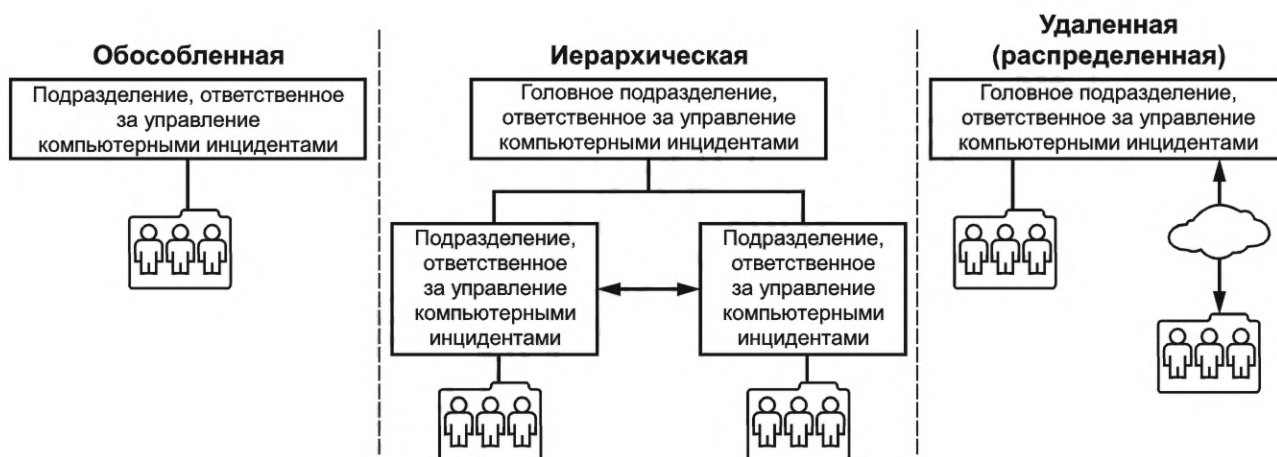 Обособленная
Подразделение, ответственное
за управление
компьютерными инцидентами
Иерархическая
Головное подразделение,
ответственное за управление
компьютерными инцидентами
Подразделение,
ответственное
за управление
компьютерными
инцидентами
Подразделение,
ответственное
за управление
компьютерными
инцидентами
Удаленная
(распределенная)
Головное подразделение,
ответственное за управление
компьютерными инцидентами